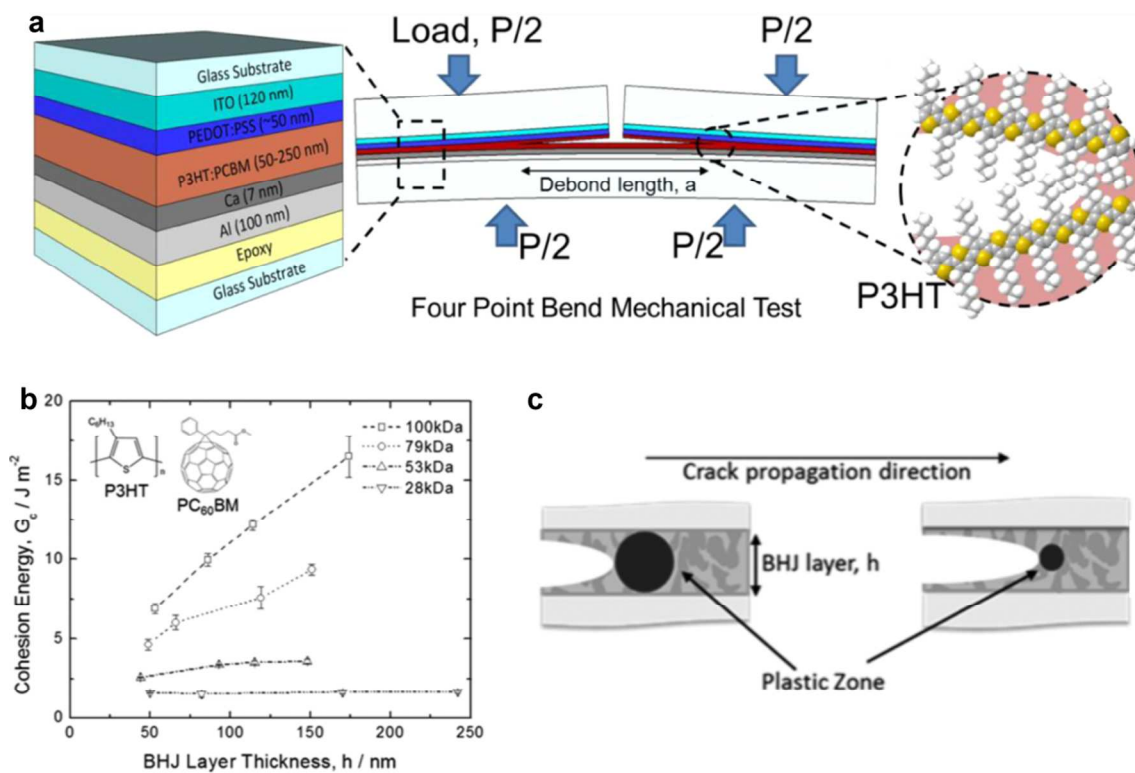 a
Glass Substrate
ITO (120 nm)
PEDOT:PSS (~50 nm)
P3HT:PCBM (50-250 nm)
Ca (7 nm)
Al (100 nm)
Epoxy
Glass Substrate
Load, P/2
P/2
Debond length, a
P/2
P/2
Four Point Bend Mechanical Test
P3HT
b
Cohesion Energy, G_c / J m⁻²
20
15
10
5
0
C₆H₁₃
S
n
P3HT
O
O
PC₆₀BM
100kDa
79kDa
53kDa
28kDa
0
50
100
150
200
250
BHJ Layer Thickness, h / nm
c
Crack propagation direction
BHJ layer, h
Plastic Zone